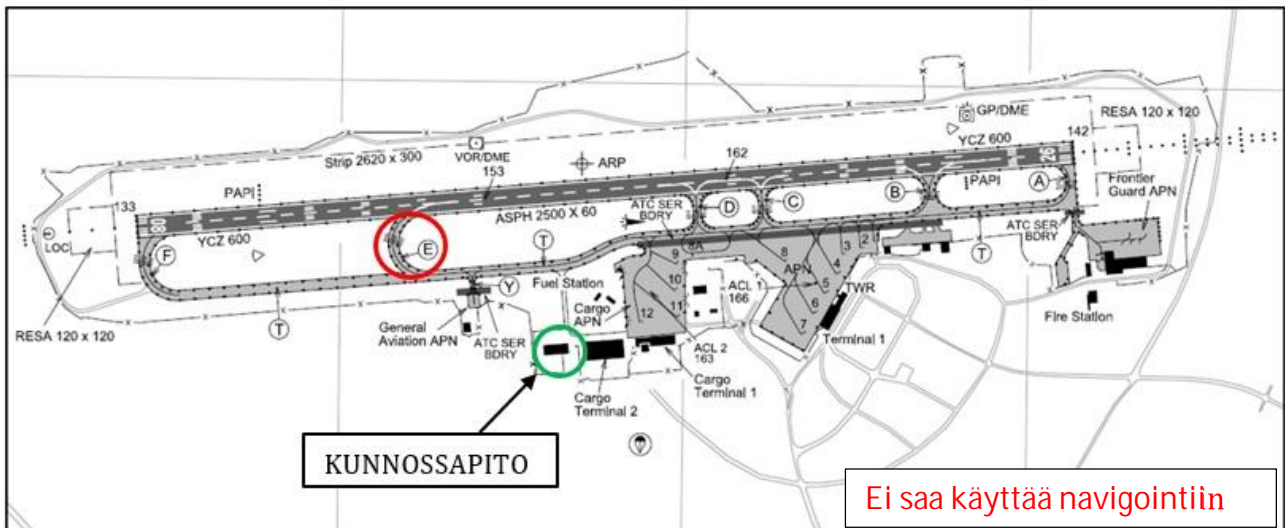 RESA 120 x 120
GP/DME
YCZ 600
142
VOR/DME
Strip 2620 x 300
ARP
162
153
26
PAPI
PAPI
A
Frontier
Guard APN
B
133
08
ATC SER
BDRY
D
C
ASPH 2500 X 60
E
LOC
YCZ 600
F
T
ATC SER
BDRY
T
8A
9
8
3
2
4
10
Y
Fuel Station
ACL 1
166
APN
5
TWR
11
6
Cargo
APN
12
7
RESA 120 x 120
T
General
Aviation APN
ATC SER
BDRY
Fire Station
ACL 2
163
Terminal 1
Cargo
Terminal 1
Cargo
Terminal 2
KUNNOSSAPITO
Ei saa käyttää navigointiin